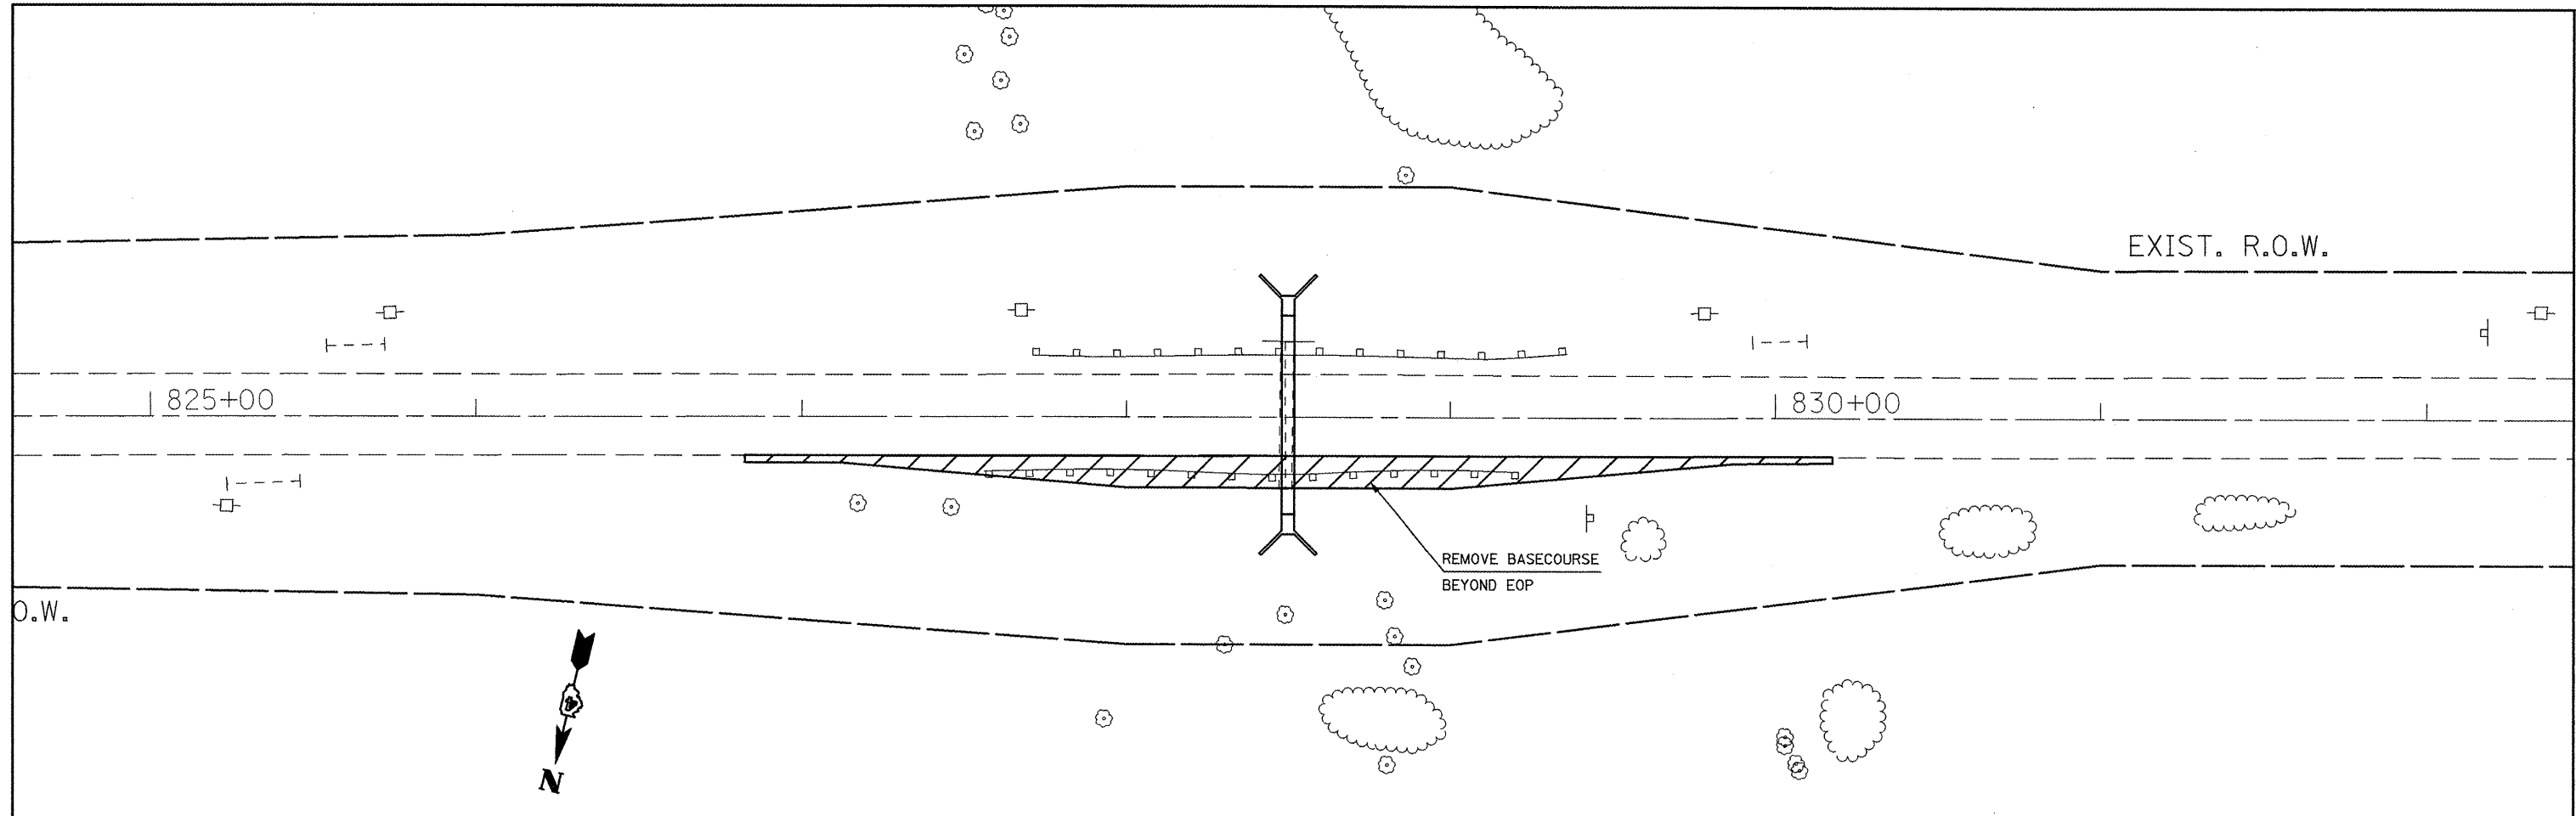 EXIST. R.O.W.
825+00
830+00
REMOVE BASECOURSE
BEYOND EOP
O.W.
N